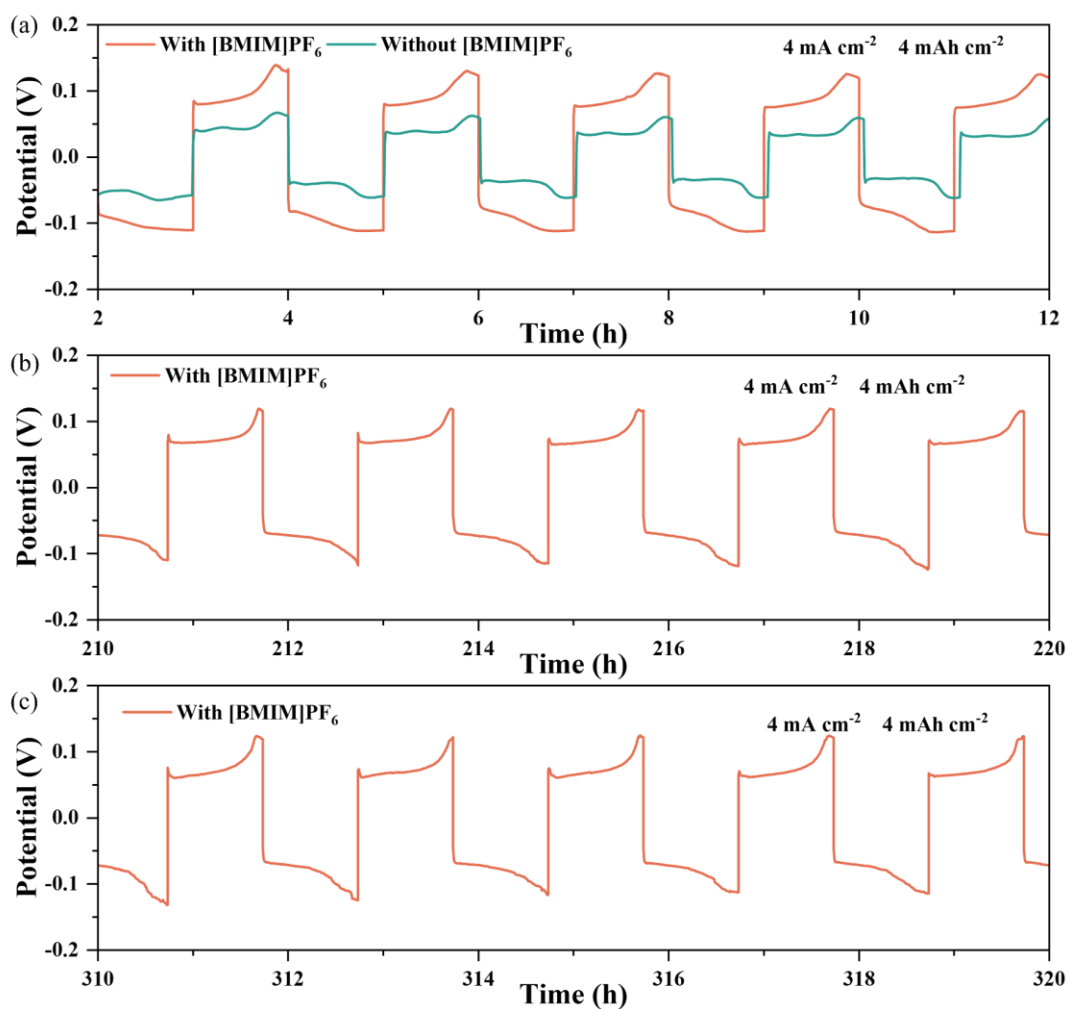 (a)
With [BMIM]PF₆ Without [BMIM]PF₆ 4 mA cm⁻² 4 mAh cm⁻²
Potential (V)
0.2
0.1
0.0
-0.1
-0.2
2 4 6 8 10 12
Time (h)
(b)
With [BMIM]PF₆ 4 mA cm⁻² 4 mAh cm⁻²
Potential (V)
0.2
0.1
0.0
-0.1
-0.2
210 212 214 216 218 220
Time (h)
(c)
With [BMIM]PF₆ 4 mA cm⁻² 4 mAh cm⁻²
Potential (V)
0.2
0.1
0.0
-0.1
-0.2
310 312 314 316 318 320
Time (h)